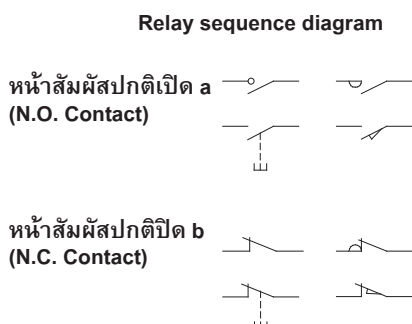 Relay sequence diagram
หน้าสัมผัสปกติเปิด a
(N.O. Contact)
หน้าสัมผัสปกติปิด b
(N.C. Contact)